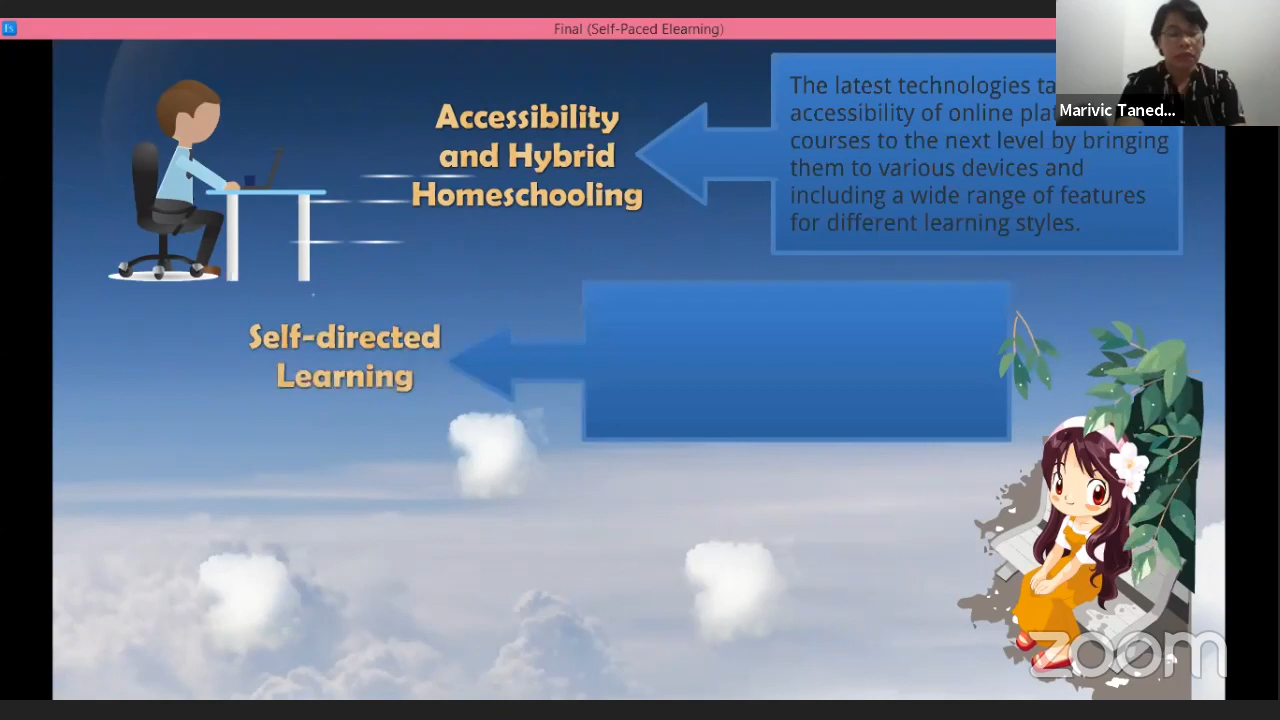 Final (Self-Paced Elearning)
Accessibility
and Hybrid
Homeschooling
The latest technologies
accessibility of online
courses to the next level by bringing
them to various devices and
including a wide range of features
for different learning styles.
Marivic Taned...
Self-directed
Learning
zoom